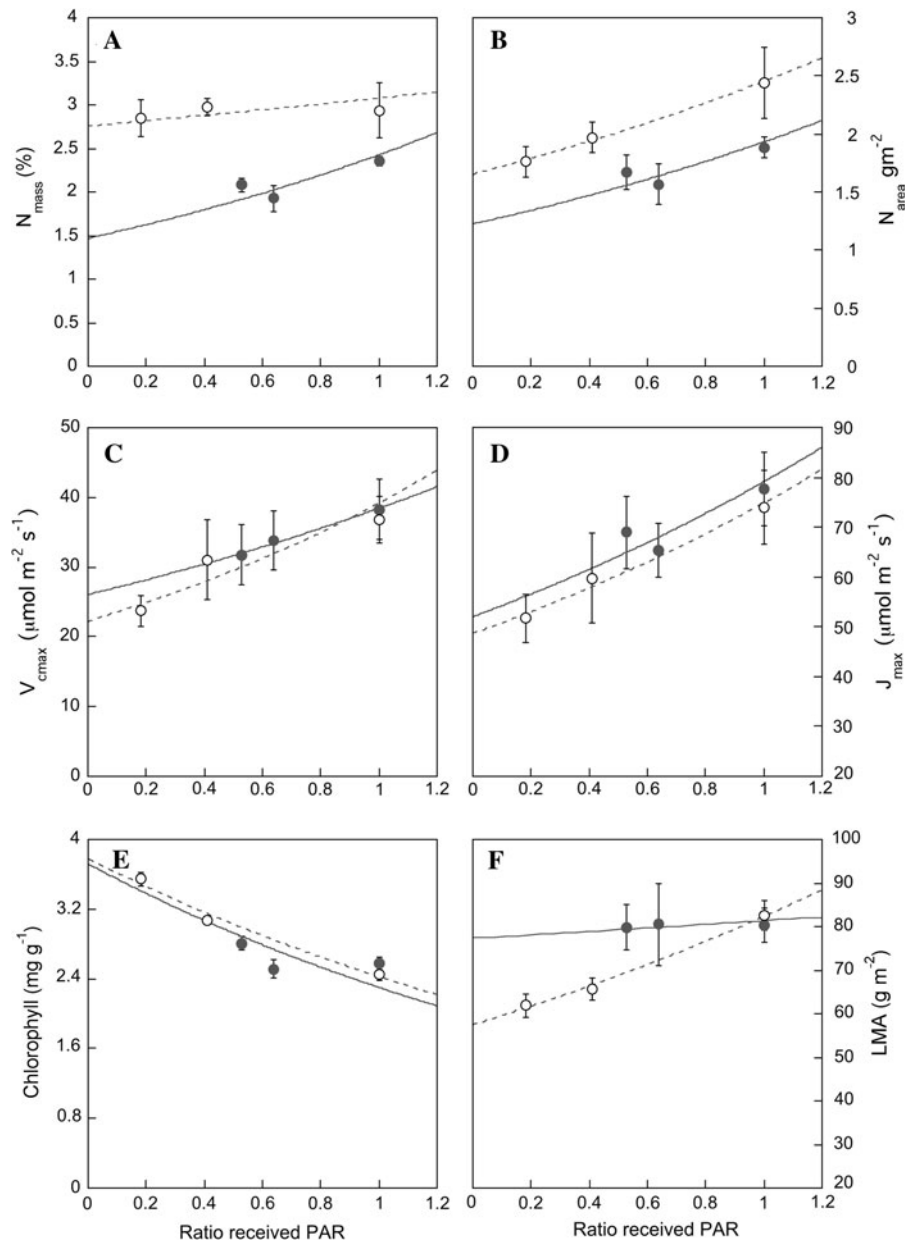 A
4
3.5
3
2.5
2
1.5
1
0.5
0
N mass (%)
0 0.2 0.4 0.6 0.8 1 1.2
B
3
2.5
2
1.5
1
0.5
0
N area gm-2
0 0.2 0.4 0.6 0.8 1 1.2
C
50
40
30
20
10
0
V cmax (μmol m-2 s-1)
0 0.2 0.4 0.6 0.8 1 1.2
D
90
80
70
60
50
40
30
20
J max (μmol m-2 s-1)
0 0.2 0.4 0.6 0.8 1 1.2
E
4
3.2
2.4
1.6
0.8
0
Chlorophyll (mg g-1)
0 0.2 0.4 0.6 0.8 1 1.2
Ratio received PAR
F
100
90
80
70
60
50
40
30
20
LMA (g m-2)
0 0.2 0.4 0.6 0.8 1 1.2
Ratio received PAR